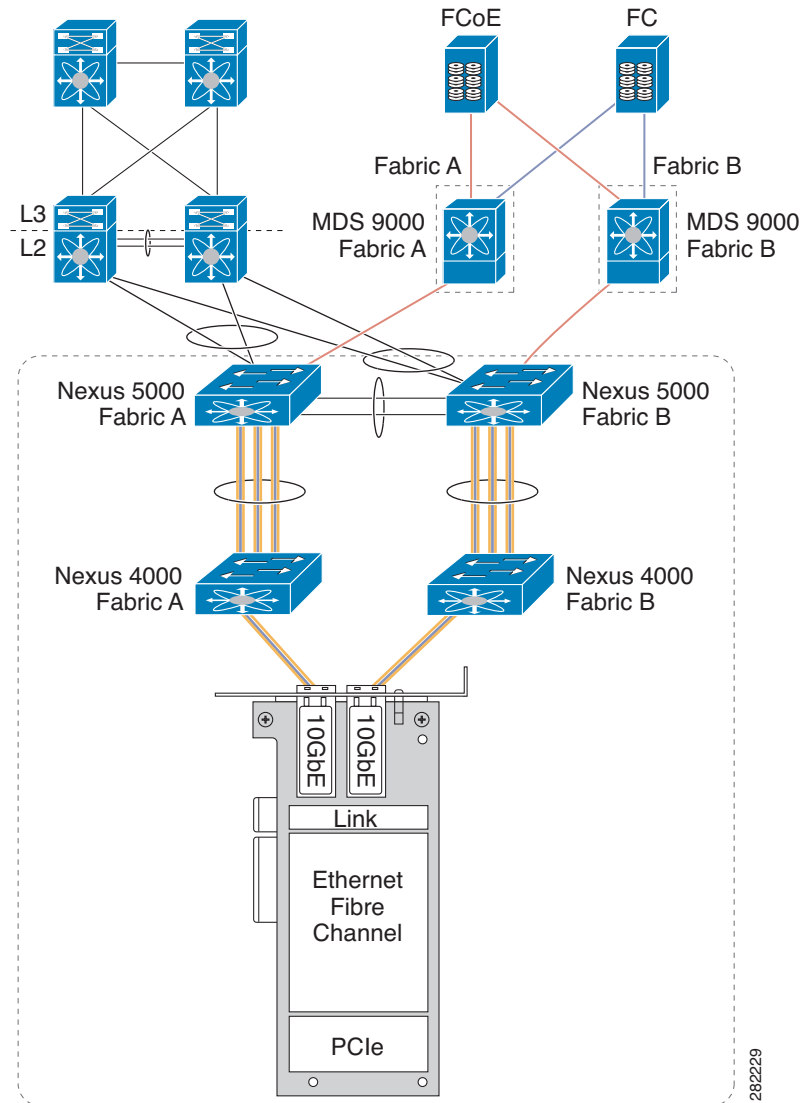 FCoE
FC
Fabric A
Fabric B
L3
L2
MDS 9000
Fabric A
MDS 9000
Fabric B
Nexus 5000
Fabric A
Nexus 5000
Fabric B
Nexus 4000
Fabric A
Nexus 4000
Fabric B
10GbE
10GbE
Link
Ethernet
Fibre
Channel
PCIe
282229